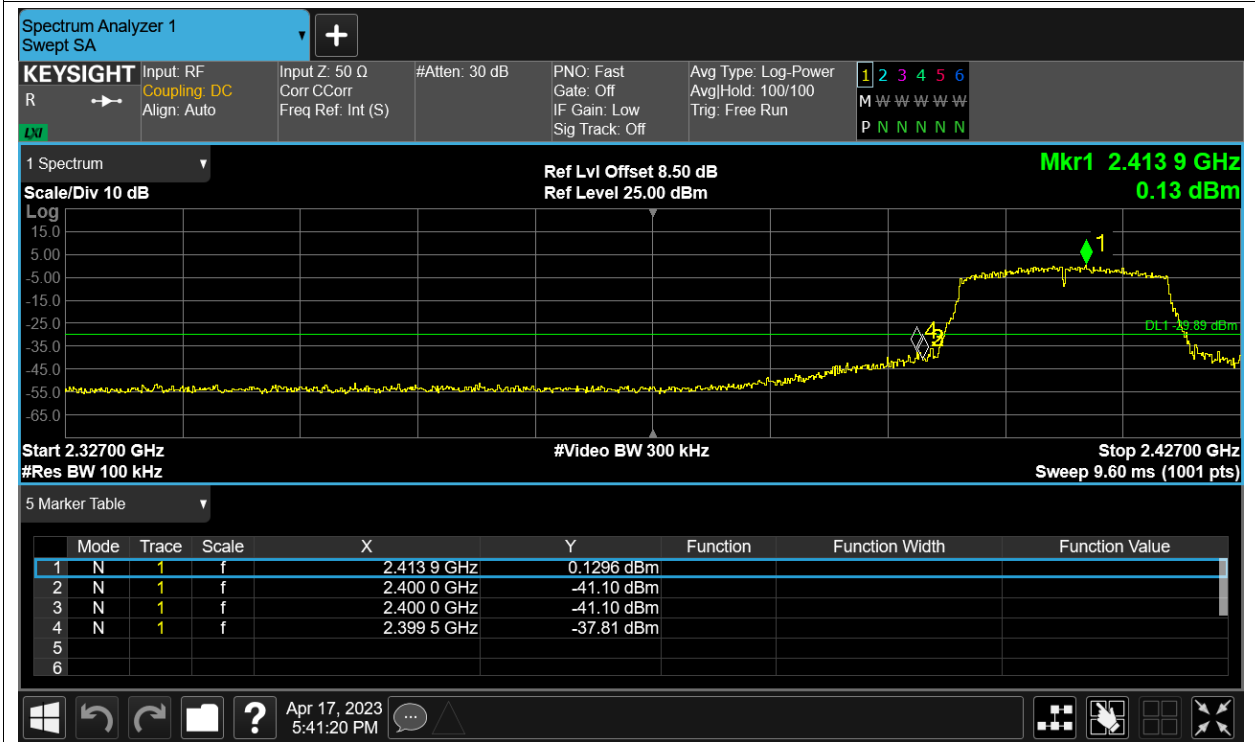 Spectrum Analyzer 1
Swept SA
+
KEYSIGHT Input: RF Input Z: 50 Ω #Atten: 30 dB PNO: Fast Avg Type: Log-Power 1 2 3 4 5 6
R Coupling: DC Corr CCorr Gate: Off Avg|Hold: 100/100 M W W W W W
Align: Auto Freq Ref: Int (S) IF Gain: Low Trig: Free Run
LXI Sig Track: Off P N N N N N
1 Spectrum Ref Lvl Offset 8.50 dB Mkr1 2.413 9 GHz
Scale/Div 10 dB Ref Level 25.00 dBm 0.13 dBm
Log
15.0
1
5.00
-5.00
-15.0
-25.0
DL1 -29.89 dBm
4
-35.0
-45.0
-55.0
-65.0
Start 2.32700 GHz #Video BW 300 kHz Stop 2.42700 GHz
#Res BW 100 kHz Sweep 9.60 ms (1001 pts)
5 Marker Table
Mode Trace Scale X Y Function Function Width Function Value
1 N 1 f 2.413 9 GHz 0.1296 dBm
2 N 1 f 2.400 0 GHz -41.10 dBm
3 N 1 f 2.400 0 GHz -41.10 dBm
4 N 1 f 2.399 5 GHz -37.81 dBm
5
6
? Apr 17, 2023
5:41:20 PM